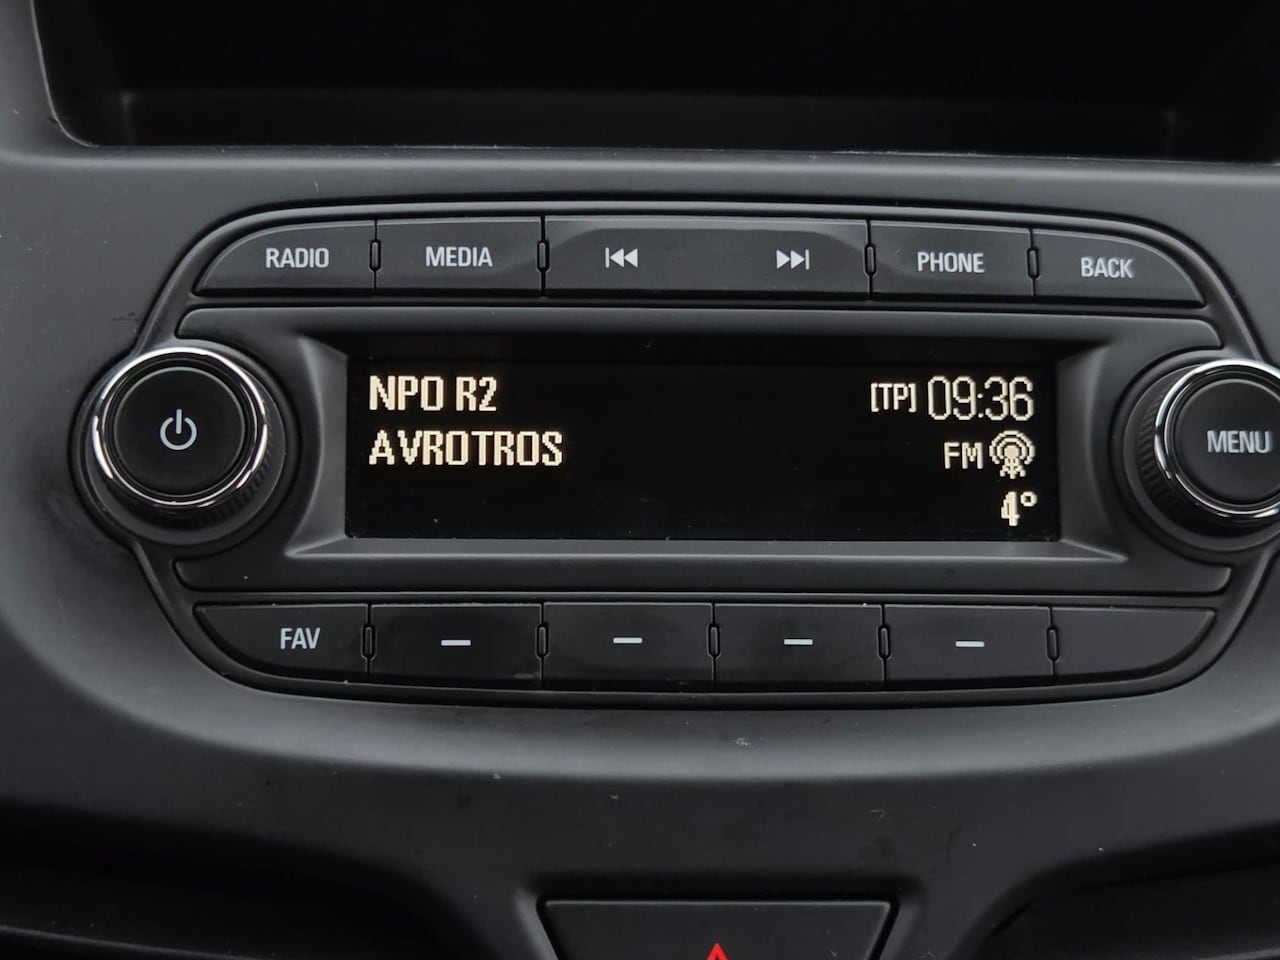 RADIO MEDIA PHONE BACK
NPO R2 [TP] 09:36
AVROTROS FM
4°
MENU
FAV